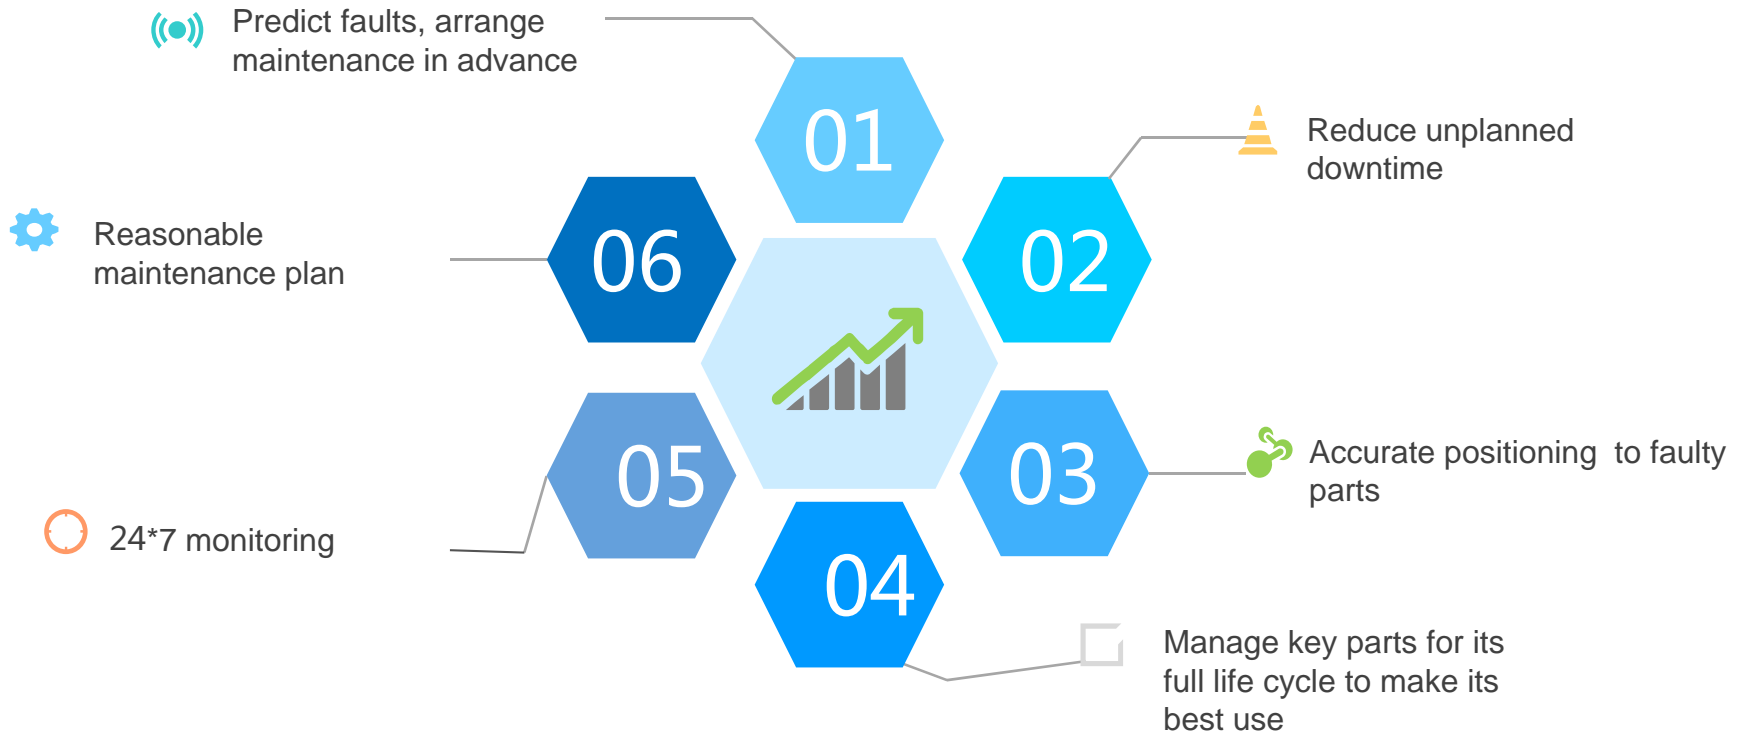 Predict faults, arrange
maintenance in advance
01
Reduce unplanned
downtime
02
Accurate positioning  to faulty
parts
03
Manage key parts for its
full life cycle to make its
best use
04
24*7 monitoring
05
Reasonable
maintenance plan
06